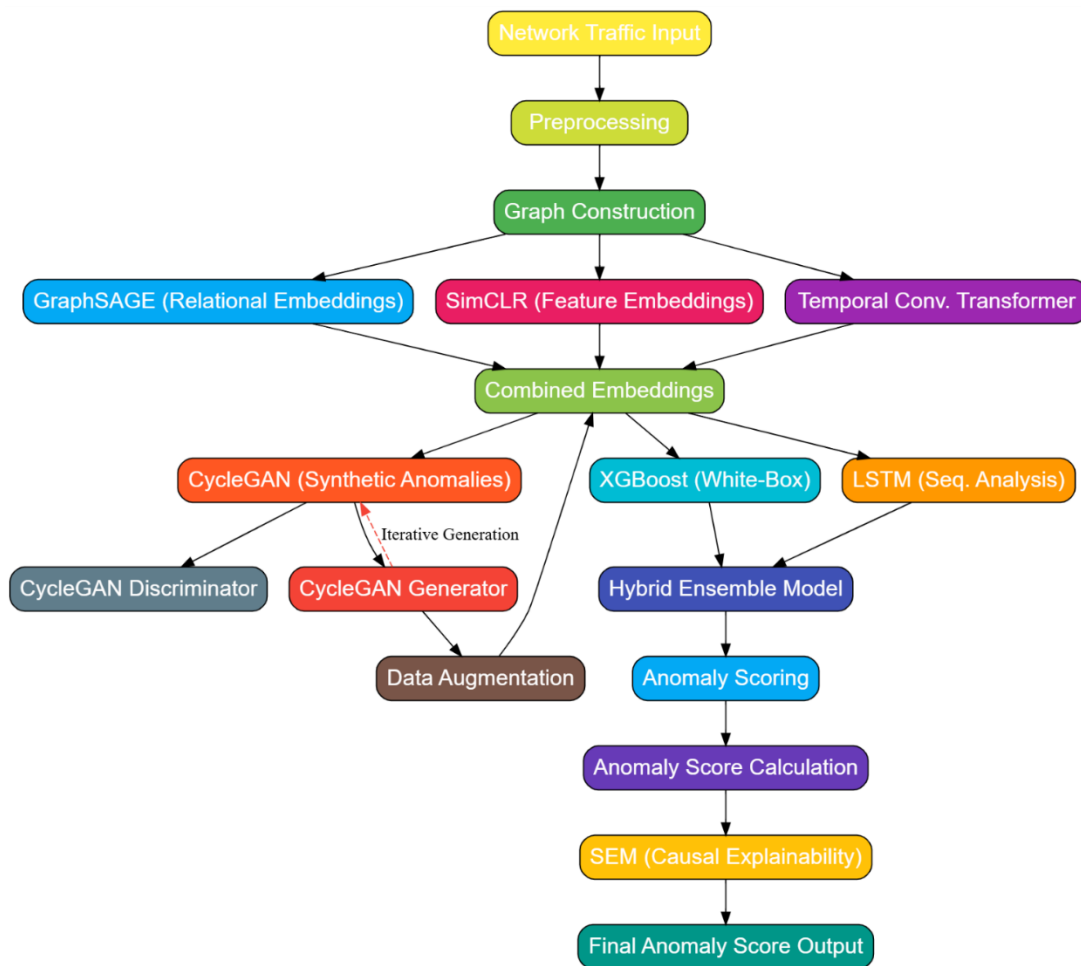 Network Traffic Input
Preprocessing
Graph Construction
GraphSAGE (Relational Embeddings)
SimCLR (Feature Embeddings)
Temporal Conv. Transformer
Combined Embeddings
CycleGAN (Synthetic Anomalies)
XGBoost (White-Box)
LSTM (Seq. Analysis)
Iterative Generation
CycleGAN Discriminator
CycleGAN Generator
Hybrid Ensemble Model
Data Augmentation
Anomaly Scoring
Anomaly Score Calculation
SEM (Causal Explainability)
Final Anomaly Score Output